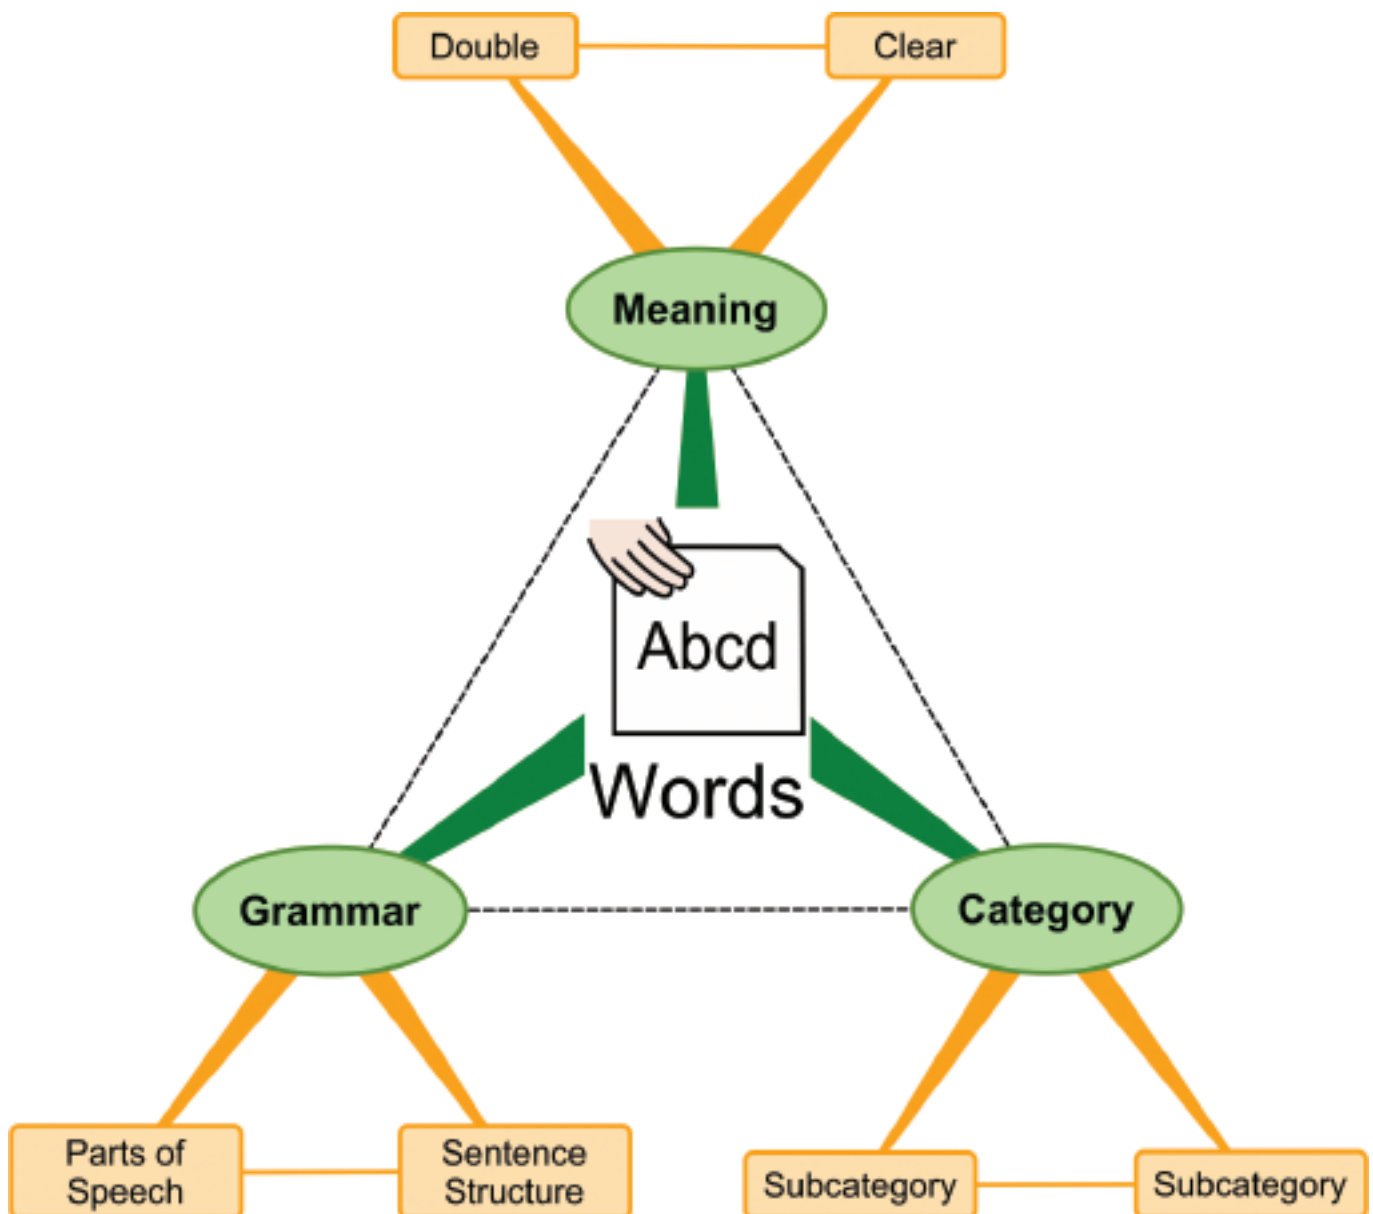 Double
Clear
Meaning
Abcd
Words
Grammar
Category
Parts of
Speech
Sentence
Structure
Subcategory
Subcategory